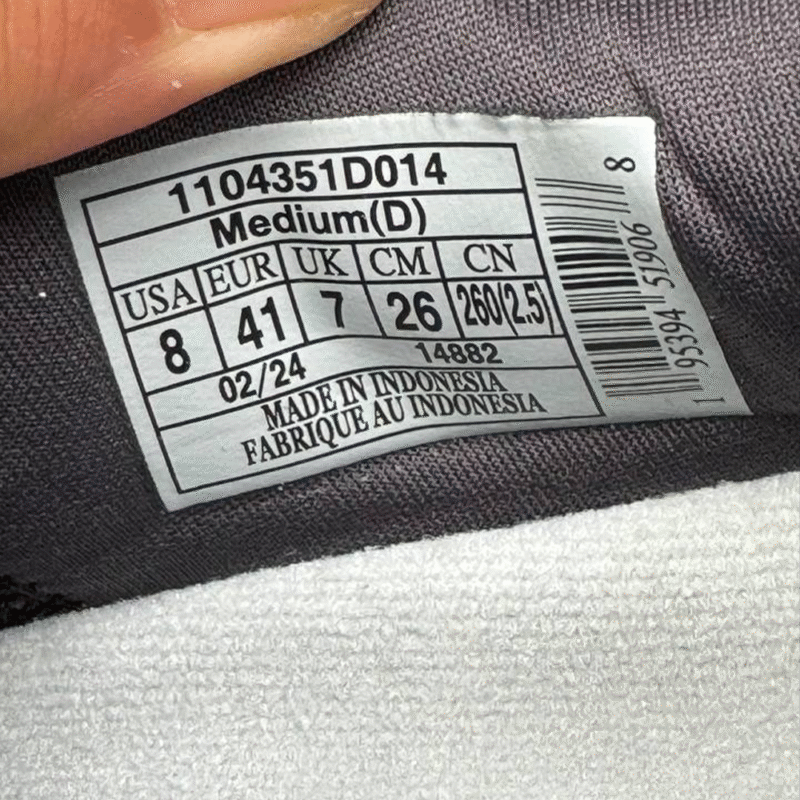 1104351D014
Medium(D)
USA EUR UK CM CN
8 41 7 26 260(2.5)
02/24 14882
MADE IN INDONESIA
FABRIQUE AU INDONESIA
1 95394 51906 8